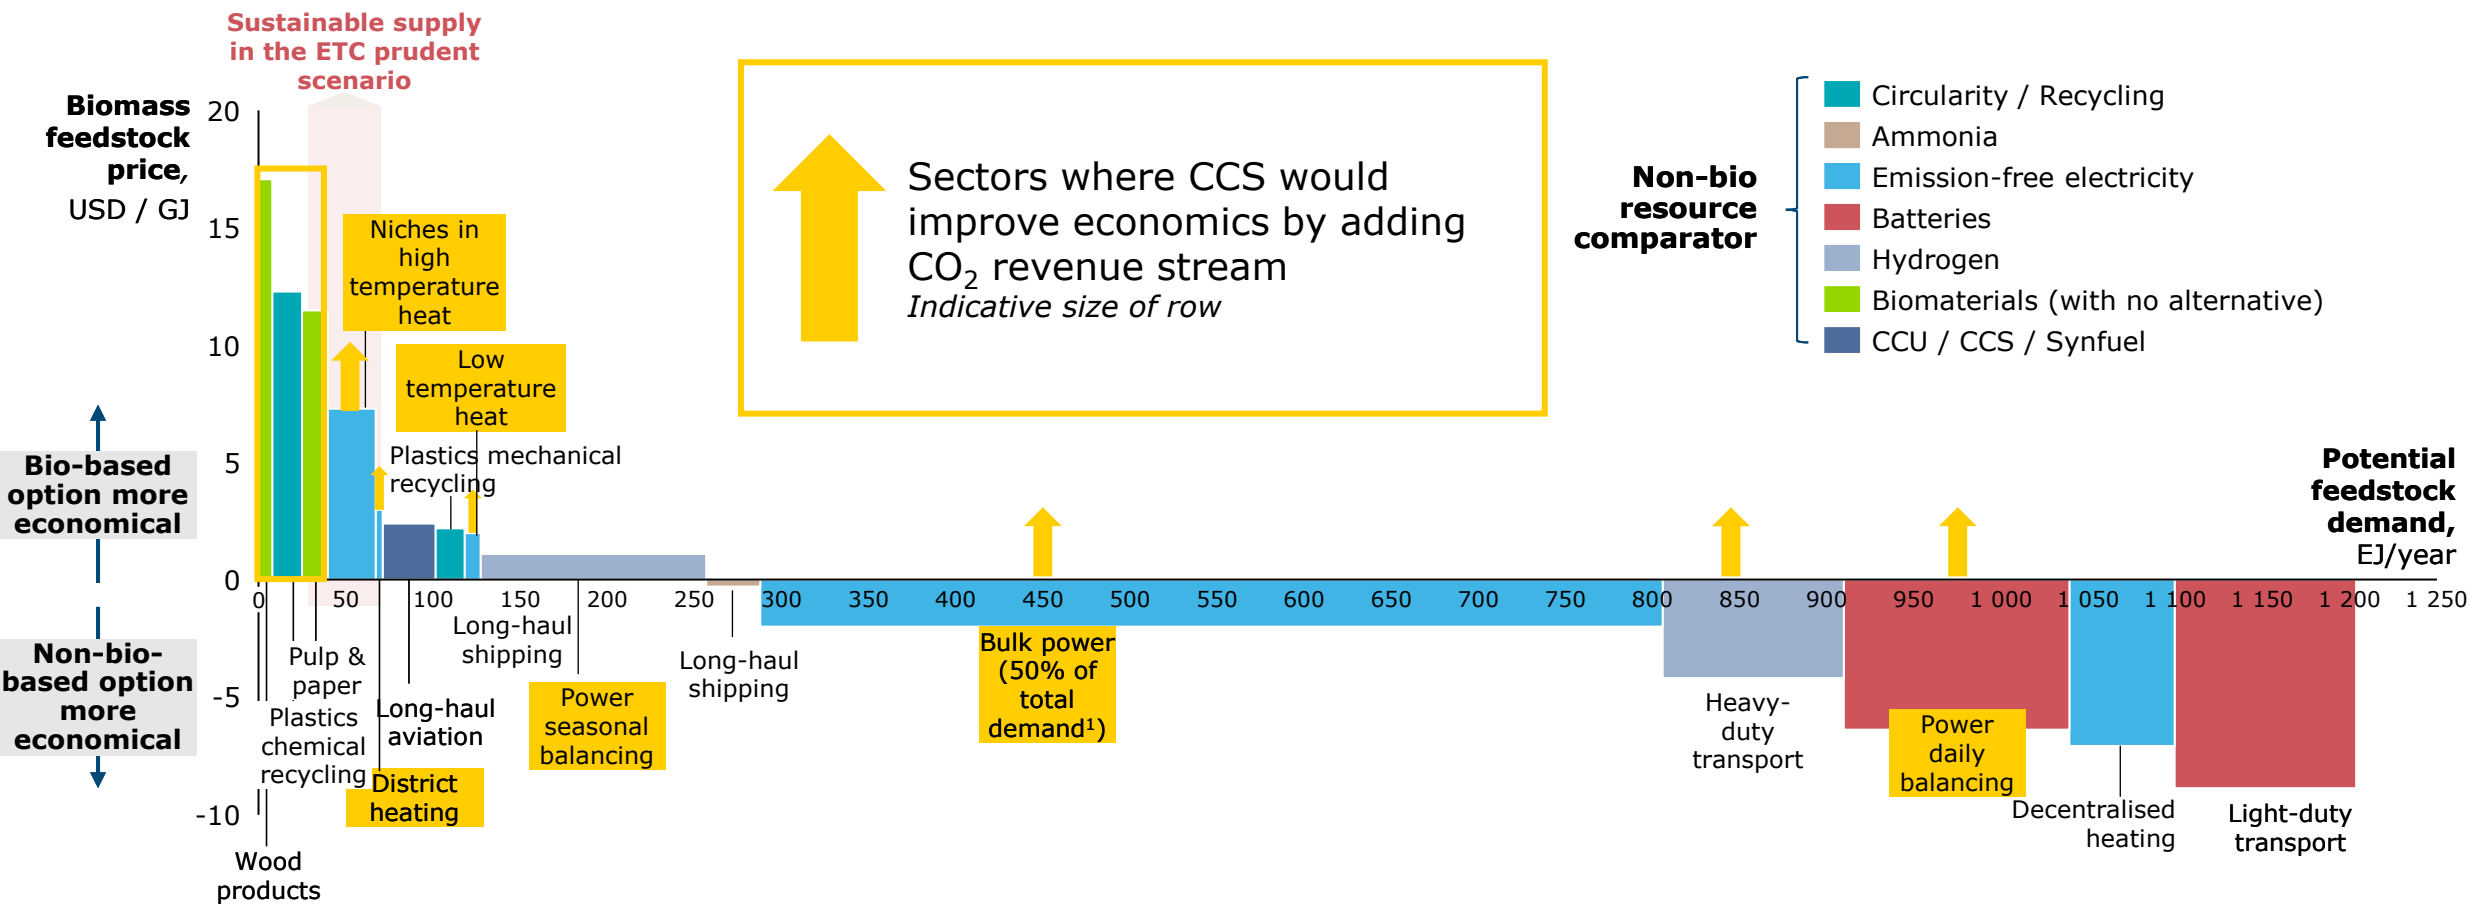 Sustainable supply
in the ETC prudent
scenario
Biomass
feedstock
price,
USD / GJ
20
15
10
5
0
-5
-10
Bio-based
option more
economical
Non-bio-
based option
more
economical
Niches in
high
temperature
heat
Low
temperature
heat
Plastics mechanical
recycling
Sectors where CCS would
improve economics by adding
CO₂ revenue stream
Indicative size of row
Non-bio
resource
comparator
Circularity / Recycling
Ammonia
Emission-free electricity
Batteries
Hydrogen
Biomaterials (with no alternative)
CCU / CCS / Synfuel
Potential
feedstock
demand,
EJ/year
0 50 100 150 200 250 300 350 400 450 500 550 600 650 700 750 800 850 900 950 1 000 1 050 1 100 1 150 1 200 1 250
Wood
products
Plastics
chemical
recycling
Pulp &
paper
District
heating
Long-haul
aviation
Long-haul
shipping
Power
seasonal
balancing
Long-haul
shipping
Bulk power
(50% of
total
demand¹)
Heavy-
duty
transport
Power
daily
balancing
Decentralised
heating
Light-duty
transport